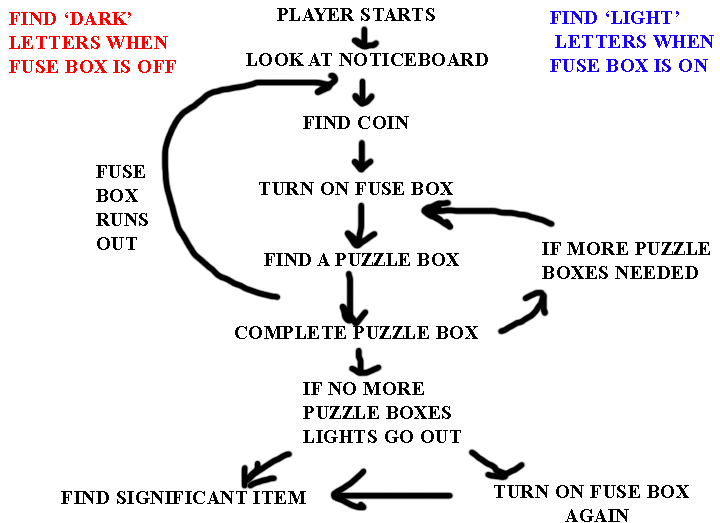 FIND ‘DARK’
LETTERS WHEN
FUSE BOX IS OFF
PLAYER STARTS
FIND ‘LIGHT’
LETTERS WHEN
FUSE BOX IS ON
LOOK AT NOTICEBOARD
FIND COIN
FUSE
BOX
RUNS
OUT
TURN ON FUSE BOX
FIND A PUZZLE BOX
IF MORE PUZZLE
BOXES NEEDED
COMPLETE PUZZLE BOX
IF NO MORE
PUZZLE BOXES
LIGHTS GO OUT
FIND SIGNIFICANT ITEM
TURN ON FUSE BOX
AGAIN